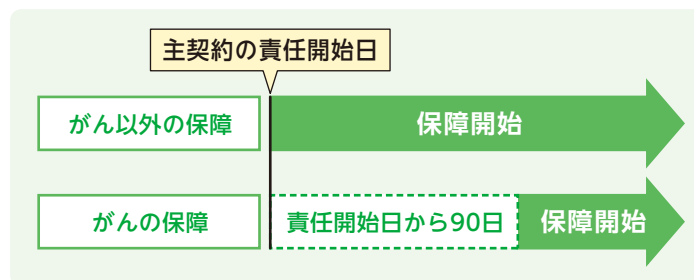 主契約の責任開始日
がん以外の保障
保障開始
がんの保障
責任開始日から90日
保障開始